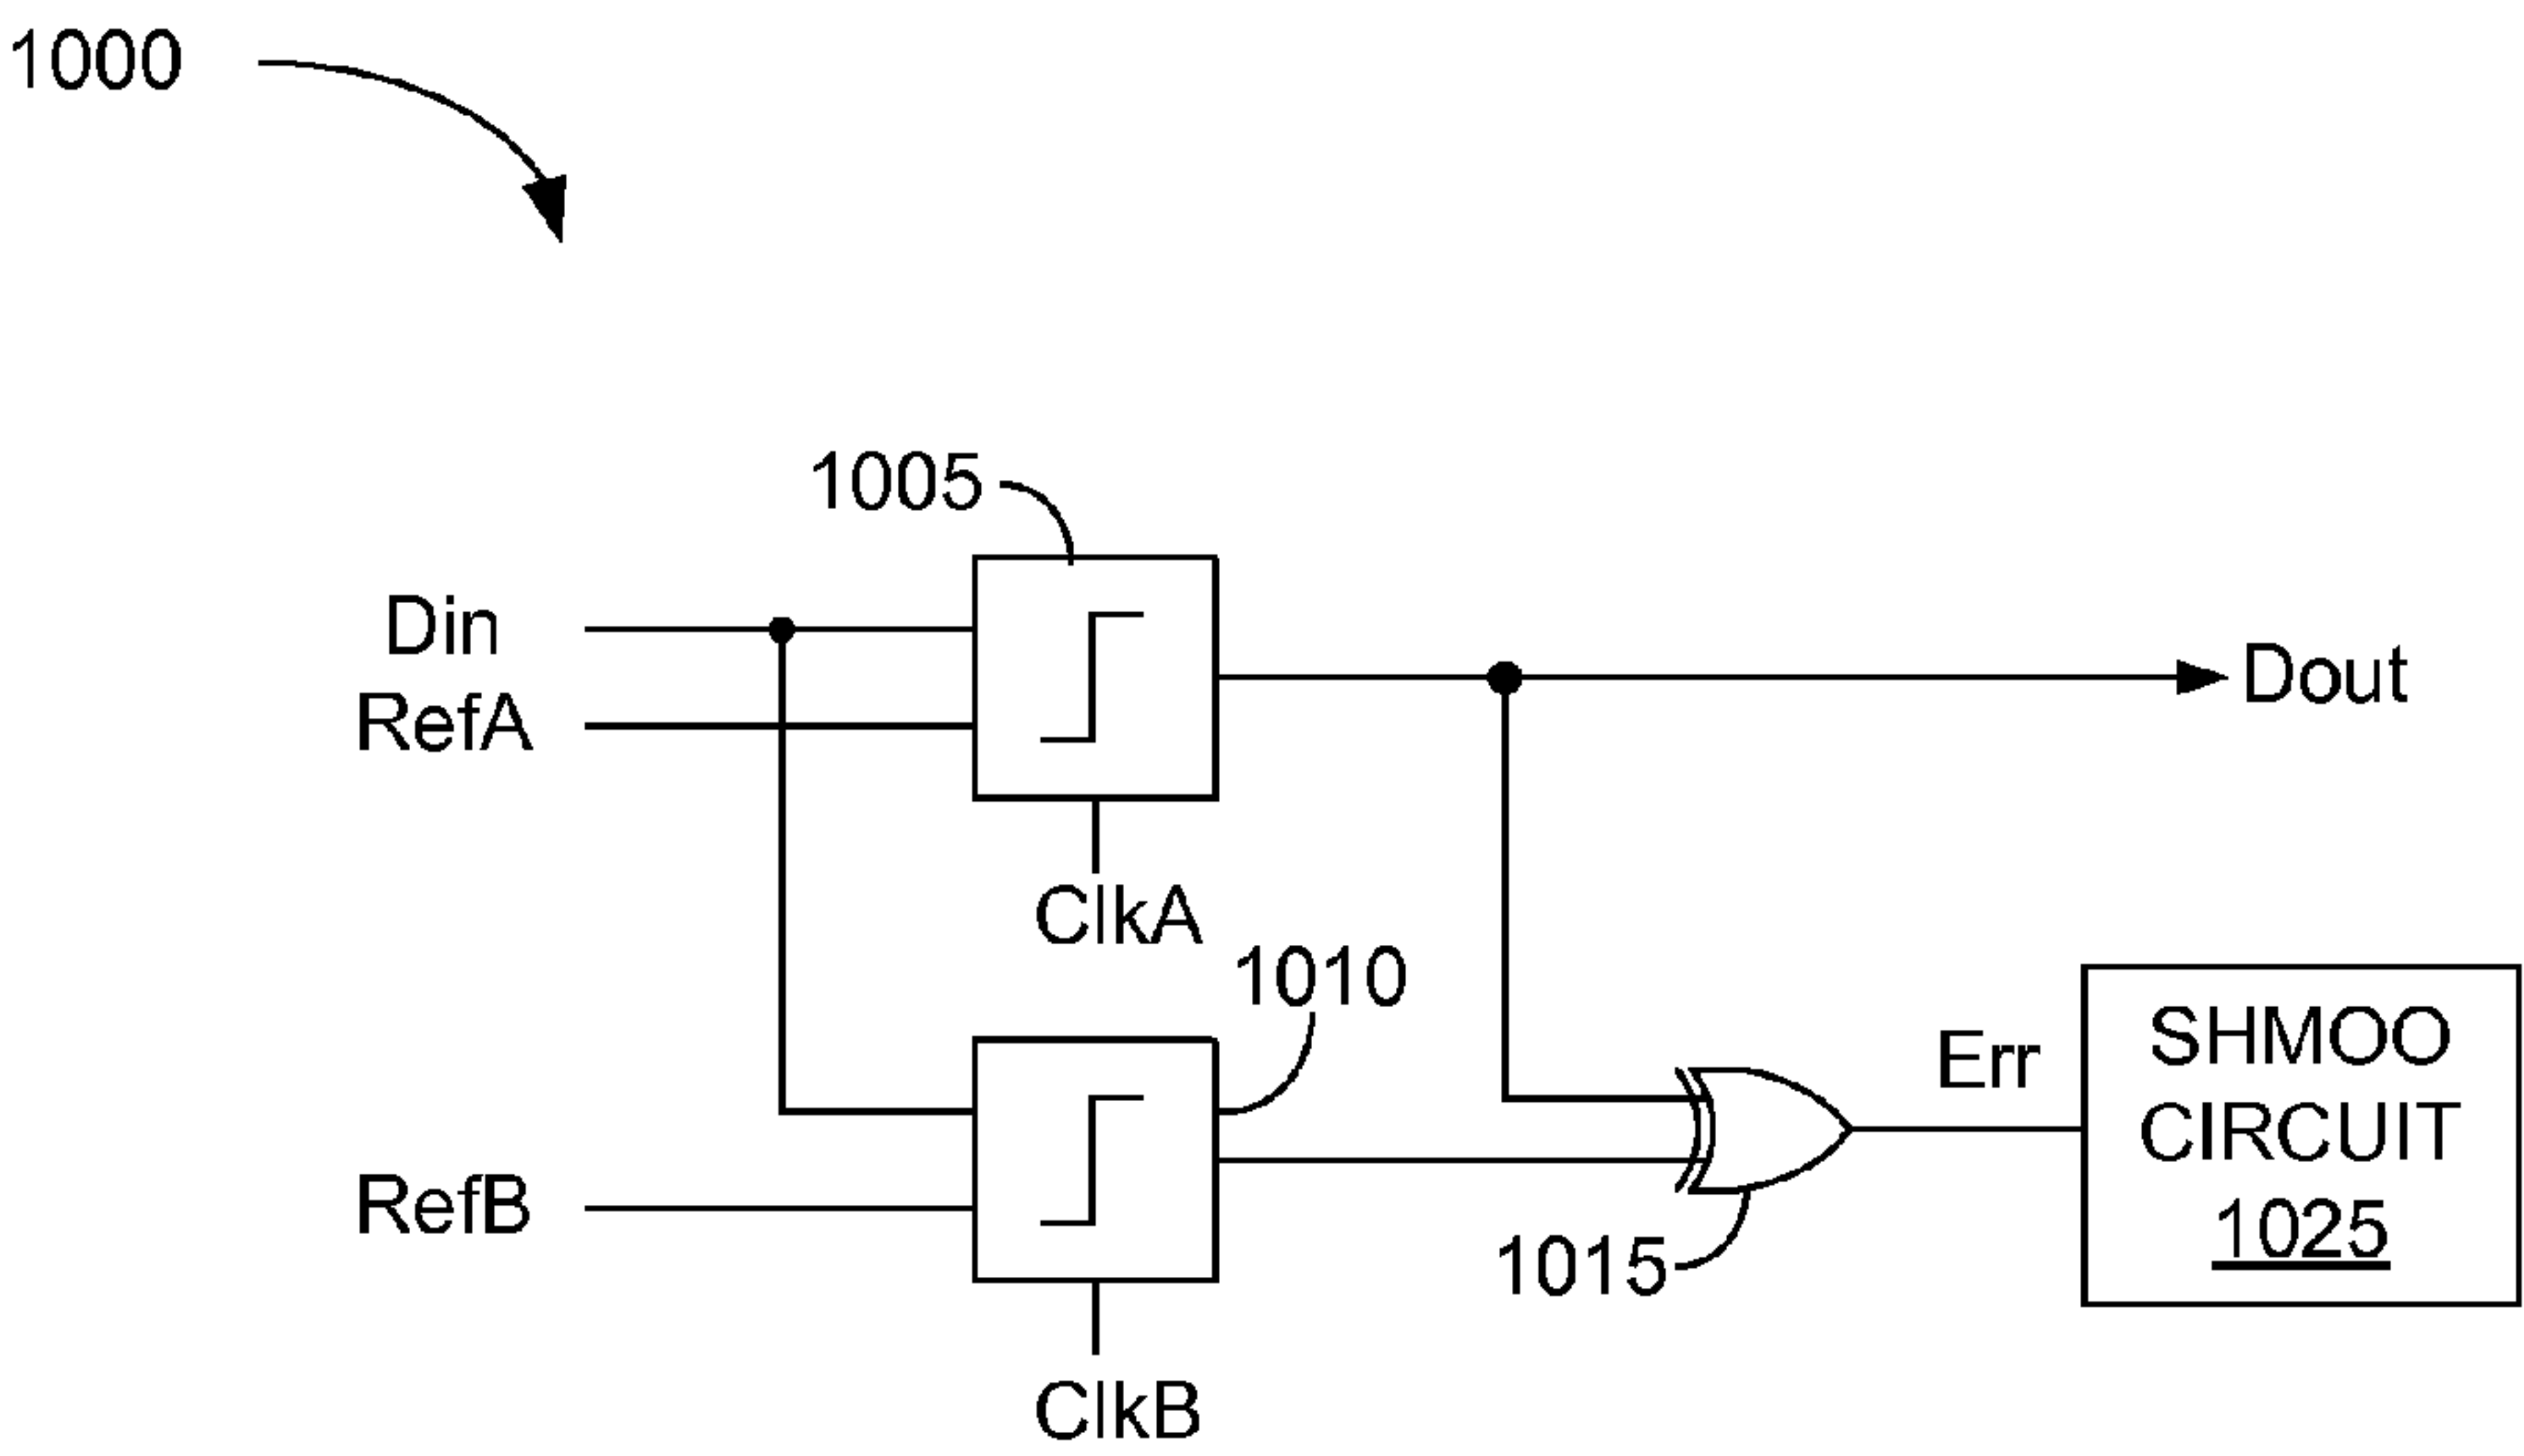 1000
1005
Din
RefA
Dout
ClkA
1010
RefB
Err
SHMOO
CIRCUIT
1025
1015
ClkB